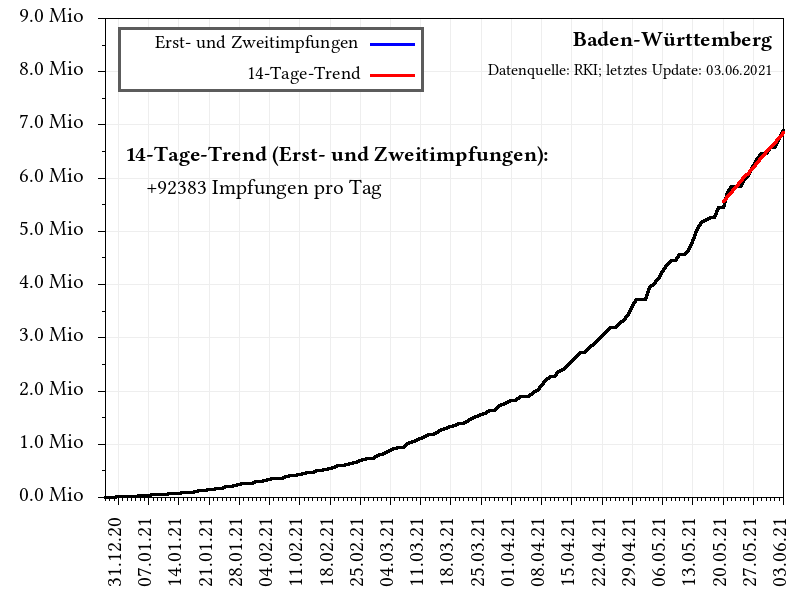 9.0 Mio
8.0 Mio
7.0 Mio
6.0 Mio
5.0 Mio
4.0 Mio
3.0 Mio
2.0 Mio
1.0 Mio
0.0 Mio
Erst- und Zweitimpfungen
14-Tage-Trend
Baden-Württemberg
Datenquelle: RKI; letztes Update: 03.06.2021
14-Tage-Trend (Erst- und Zweitimpfungen):
+92383 Impfungen pro Tag
31.12.20
07.01.21
14.01.21
21.01.21
28.01.21
04.02.21
11.02.21
18.02.21
25.02.21
04.03.21
11.03.21
18.03.21
25.03.21
01.04.21
08.04.21
15.04.21
22.04.21
29.04.21
06.05.21
13.05.21
20.05.21
27.05.21
03.06.21